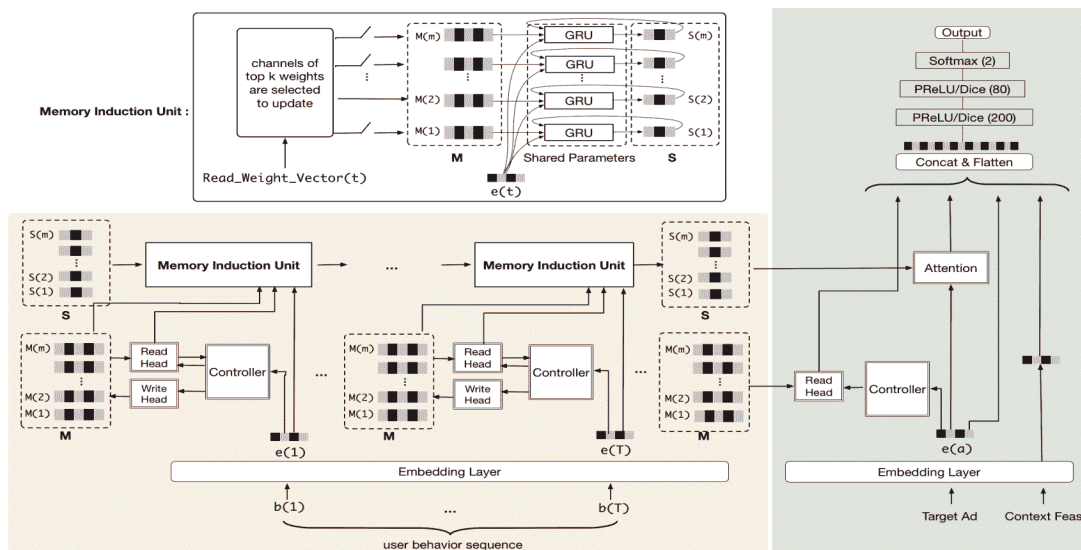 Memory Induction Unit :
channels of
top k weights
are selected
to update
Read_Weight_Vector(t)
M(m)
M(2)
M(1)
M
GRU
GRU
GRU
GRU
Shared Parameters
e(t)
S(m)
S(2)
S(1)
S
S(m)
S(2)
S(1)
S
Memory Induction Unit
...
Memory Induction Unit
S(m)
S(2)
S(1)
S
M(m)
M(2)
M(1)
M
Read
Head
Write
Head
Controller
...
M(m)
M(2)
M(1)
M
Read
Head
Write
Head
Controller
...
M(m)
M(2)
M(1)
M
e(1)
e(T)
Embedding Layer
b(1)
...
b(T)
user behavior sequence
Output
Softmax (2)
PReLU/Dice (80)
PReLU/Dice (200)
Concat & Flatten
Attention
Read
Head
Controller
e(a)
Embedding Layer
Target Ad
Context Feas